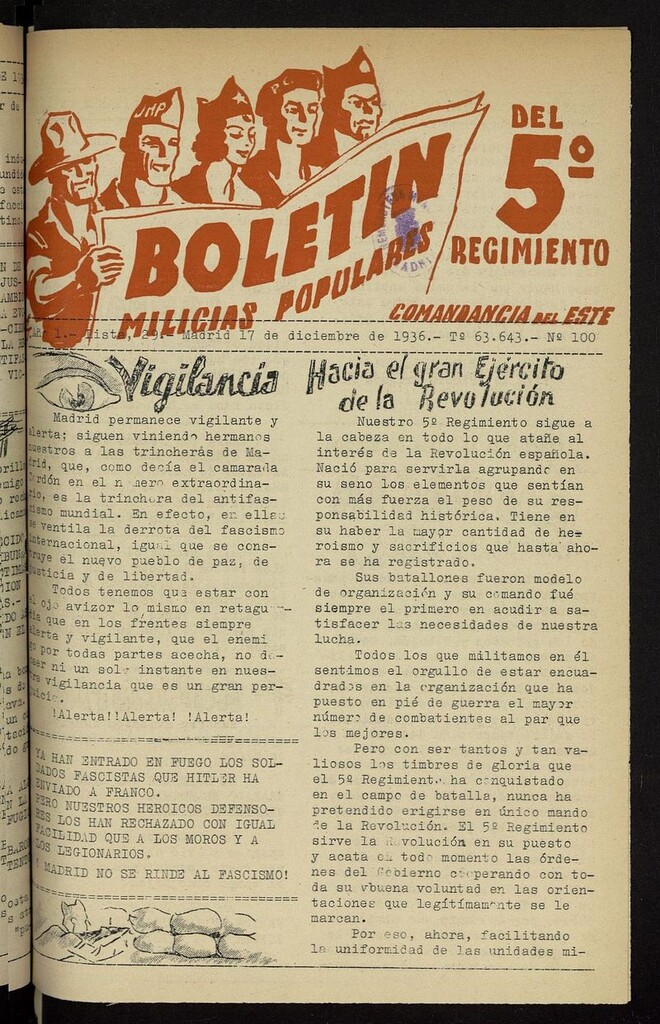 UHP
P.C.
BOLETIN
MILICIAS POPULARES
DEL
5º
REGIMIENTO
COMANDANCIA DEL ESTE
AÑO 1.- Lista, 29.- Madrid 17 de diciembre de 1936.- Tº 63.643.- Nº 100
Vigilancia
Madrid permanece vigilante y
alerta; siguen viniendo hermanos
nuestros a las trincheras de Ma-
drid, que, como decía el camarada
Cordón en el número extraordina-
rio, es la trinchera del antifas-
cismo mundial. En efecto, en ellas
se ventila la derrota del fascismo
internacional, igual que se cons-
truye el nuevo pueblo de paz, de
justicia y de libertad.
Todos tenemos que estar con
el ojo avizor lo mismo en retaguar-
dia que en los frentes siempre
alerta y vigilante, que el enemi
go por todas partes acecha, no de-
ser ni un solo instante en nues-
tra vigilancia que es un gran per-
juicio.
!Alerta!!Alerta! !Alerta!
YA HAN ENTRADO EN FUEGO LOS SOL-
DADOS FASCISTAS QUE HITLER HA
ENVIADO A FRANCO.
PERO NUESTROS HEROICOS DEFENSO-
RES LOS HAN RECHAZADO CON IGUAL
FACILIDAD QUE A LOS MOROS Y A
LOS LEGIONARIOS.
! MADRID NO SE RINDE AL FASCISMO!
Hacia el gran Ejército
de la Revolución
Nuestro 5º Regimiento sigue a
la cabeza en todo lo que atañe al
interés de la Revolución española.
Nació para servirla agrupando en
su seno los elementos que sentían
con más fuerza el peso de su res-
ponsabilidad histórica. Tiene en
su haber la mayor cantidad de he-
roismo y sacrificios que hasta aho-
ra se ha registrado.
Sus batallones fueron modelo
de organización y su comando fué
siempre el primero en acudir a sa-
tisfacer las necesidades de nuestra
lucha.
Todos los que militamos en él
sentimos el orgullo de estar encua-
drados en la organización que ha
puesto en pié de guerra el mayor
número de combatientes al par que
los mejores.
Pero con ser tantos y tan va-
liosos los timbres de gloria que
el 5º Regimiento ha conquistado
en el campo de batalla, nunca ha
pretendido erigirse en único mando
de la Revolución. El 5º Regimiento
sirve la Revolución en su puesto
y acata en todo momento las órde-
nes del Gobierno cooperando con to-
da su buena voluntad en las orien-
taciones que legítímamente se le
marcan.
Por eso, ahora, facilitando
la uniformidad de las unidades mi-